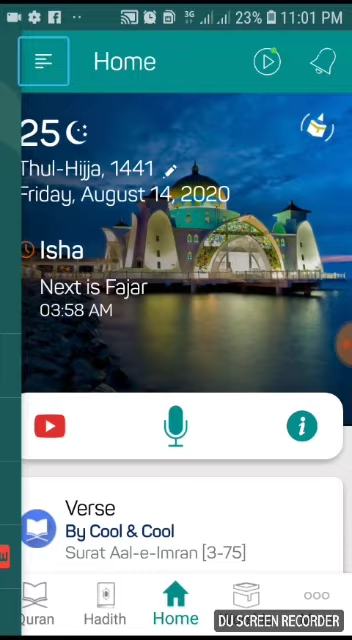 3G 23% 11:01 PM
Home
25
Thul-Hijja, 1441
Friday, August 14, 2020
Isha
Next is Fajar
03:58 AM
Verse
By Cool & Cool
Surat Aal-e-Imran [3-75]
Quran Hadith Home
DU SCREEN RECORDER